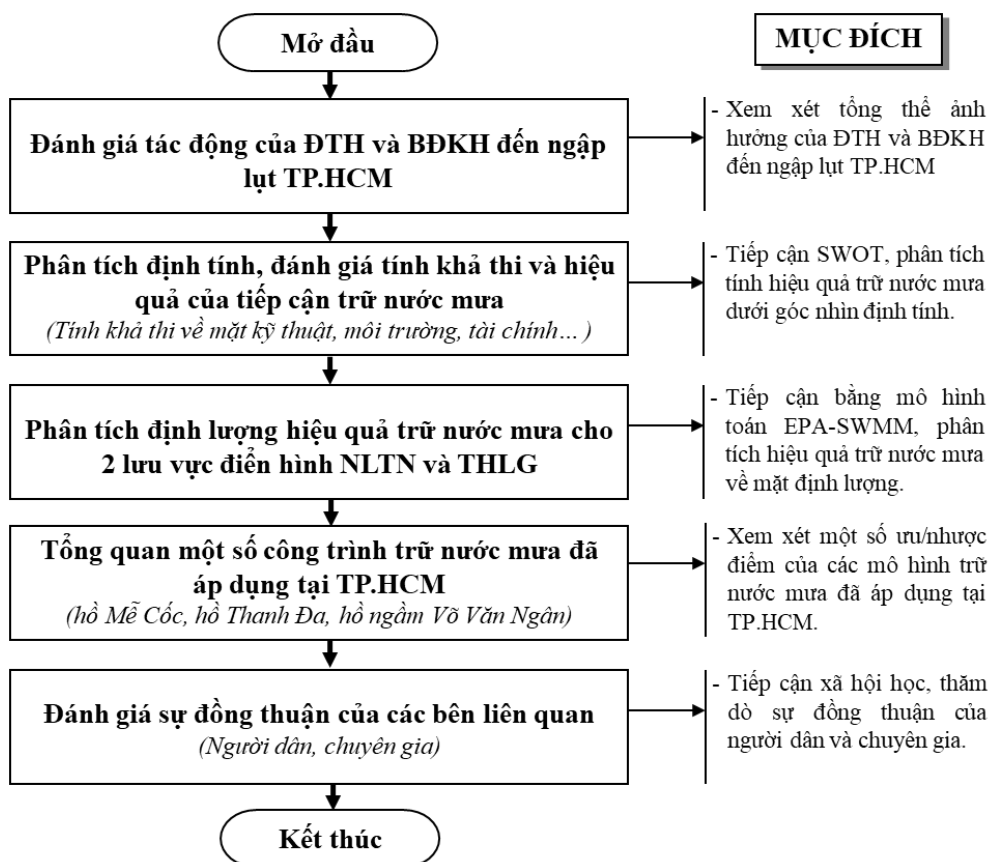 Mở đầu
MỤC ĐÍCH
Đánh giá tác động của ĐTH và BĐKH đến ngập
lụt TP.HCM
- Xem xét tổng thể ảnh
hưởng của ĐTH và BĐKH
đến ngập lụt TP.HCM
Phân tích định tính, đánh giá tính khả thi và hiệu
quả của tiếp cận trữ nước mưa
(Tính khả thi về mặt kỹ thuật, môi trường, tài chính… )
- Tiếp cận SWOT, phân tích
tính hiệu quả trữ nước mưa
dưới góc nhìn định tính.
Phân tích định lượng hiệu quả trữ nước mưa cho
2 lưu vực điển hình NLTN và THLG
- Tiếp cận bằng mô hình
toán EPA-SWMM, phân
tích hiệu quả trữ nước mưa
về mặt định lượng.
Tổng quan một số công trình trữ nước mưa đã
áp dụng tại TP.HCM
(hồ Mễ Cốc, hồ Thanh Đa, hồ ngầm Võ Văn Ngân)
- Xem xét một số ưu/nhược
điểm của các mô hình trữ
nước mưa đã áp dụng tại
TP.HCM.
Đánh giá sự đồng thuận của các bên liên quan
(Người dân, chuyên gia)
- Tiếp cận xã hội học, thăm
dò sự đồng thuận của
người dân và chuyên gia.
Kết thúc